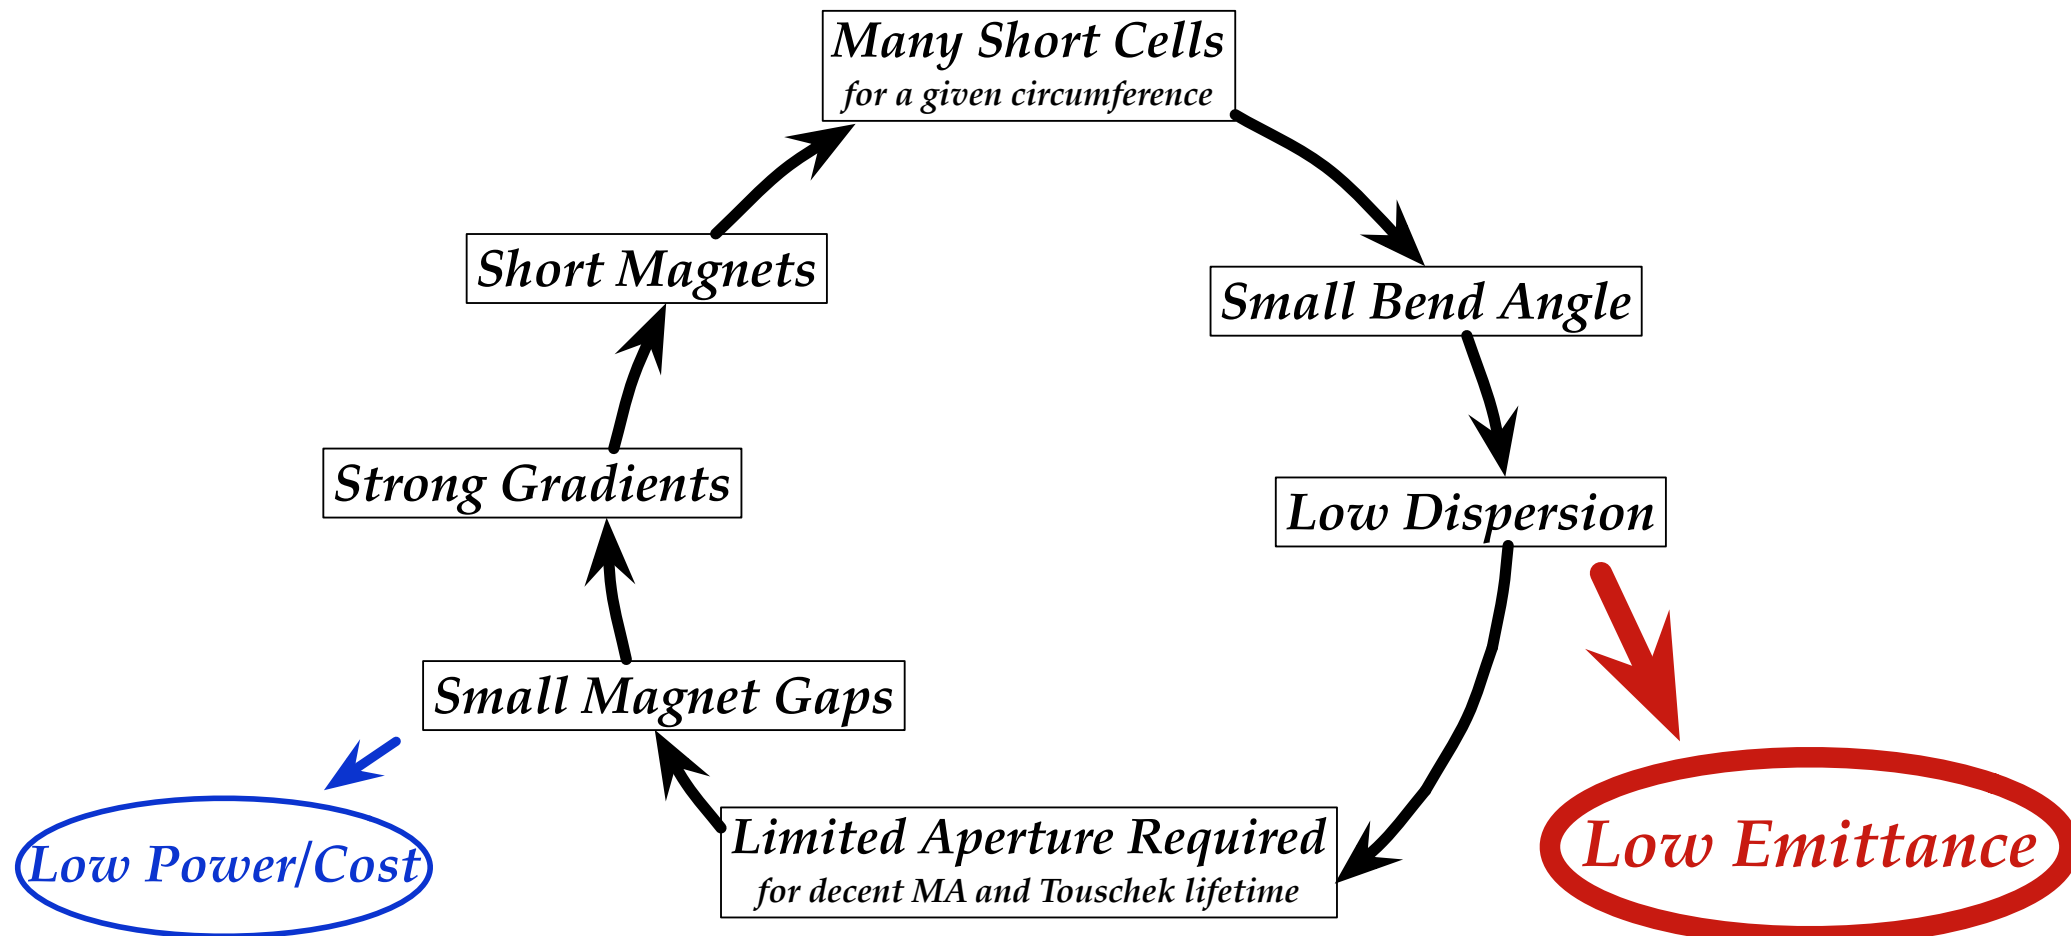 Many Short Cells
for a given circumference
Short Magnets
Small Bend Angle
Strong Gradients
Low Dispersion
Small Magnet Gaps
Limited Aperture Required
for decent MA and Touschek lifetime
Low Power/Cost
Low Emittance